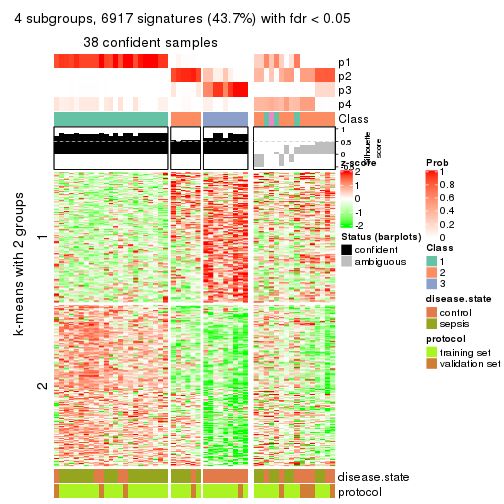 4 subgroups, 6917 signatures (43.7%) with fdr < 0.05
38 confident samples
p1
p2
p3
p4
Class
1
0.5
0
Silhouette
score
k-means with 2 groups
1
2
z-score
2
1
0
-1
-2
Status (barplots)
confident
ambiguous
Prob
1
0.8
0.6
0.4
0.2
0
Class
1
2
3
disease.state
control
sepsis
protocol
training set
validation set
disease.state
protocol